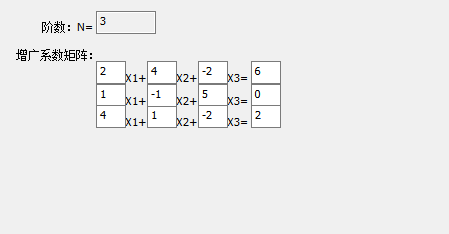 阶数：N= 3
增广系数矩阵：
2 X1+ 4 X2+ -2 X3= 6
1 X1+ -1 X2+ 5 X3= 0
4 X1+ 1 X2+ -2 X3= 2